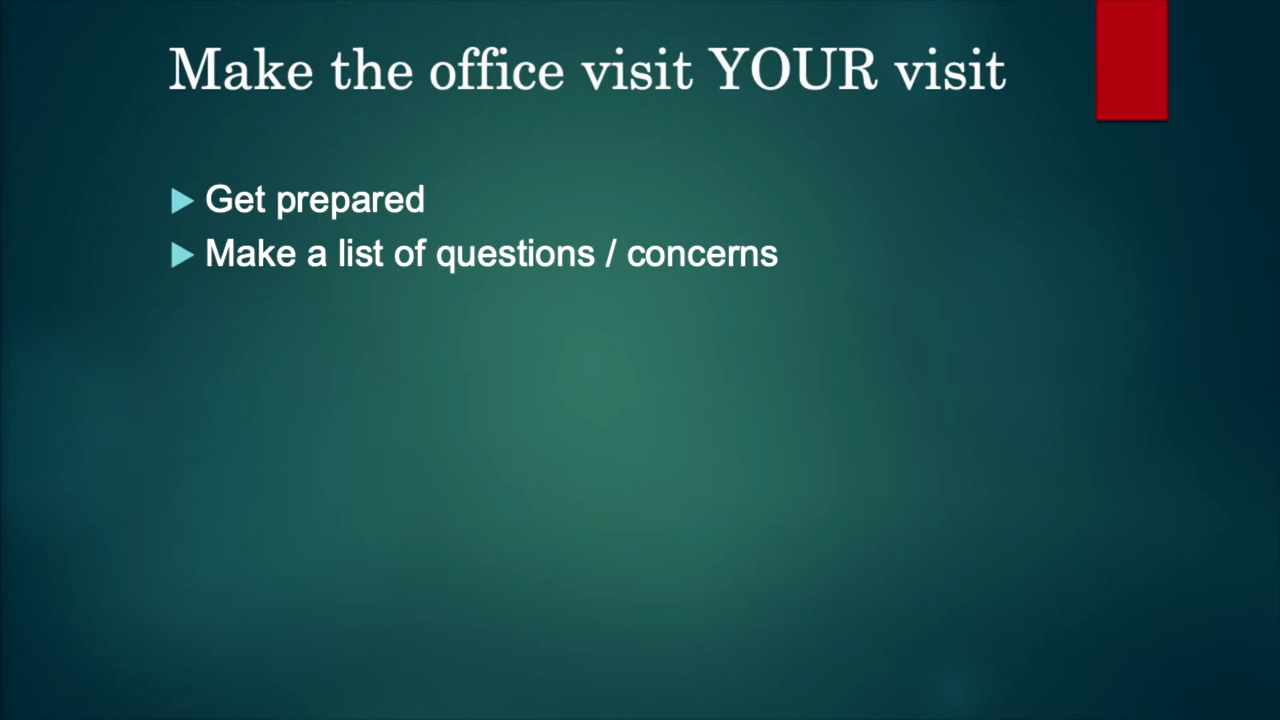 Make the office visit YOUR visit
Get prepared
Make a list of questions / concerns